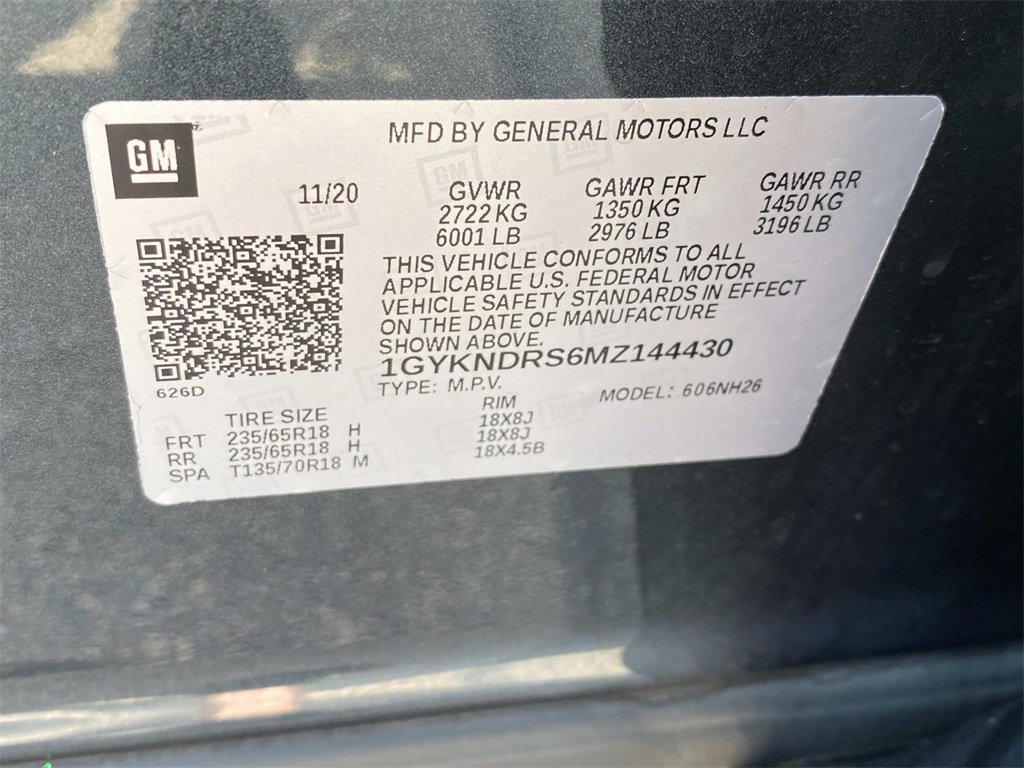 GM
MFD BY GENERAL MOTORS LLC
11/20
GVWR GAWR FRT GAWR RR
2722 KG 1350 KG 1450 KG
6001 LB 2976 LB 3196 LB
THIS VEHICLE CONFORMS TO ALL
APPLICABLE U.S. FEDERAL MOTOR
VEHICLE SAFETY STANDARDS IN EFFECT
ON THE DATE OF MANUFACTURE
SHOWN ABOVE.
1GYKNDRS6MZ144430
626D
TYPE: M.P.V. MODEL: 606NH26
TIRE SIZE RIM
FRT 235/65R18 H 18X8J
RR 235/65R18 H 18X8J
SPA T135/70R18 M 18X4.5B